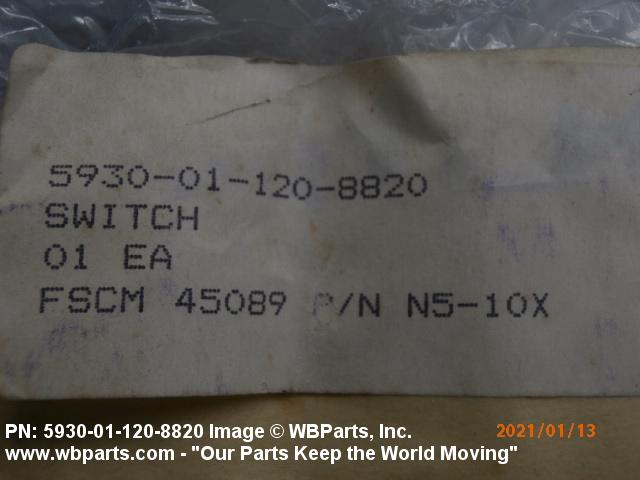 5930-01-120-8820
SWITCH
01 EA
FSCM 45089 P/N N5-10X
PN: 5930-01-120-8820 Image © WBParts, Inc.
2021/01/13
www.wbparts.com - "Our Parts Keep the World Moving"